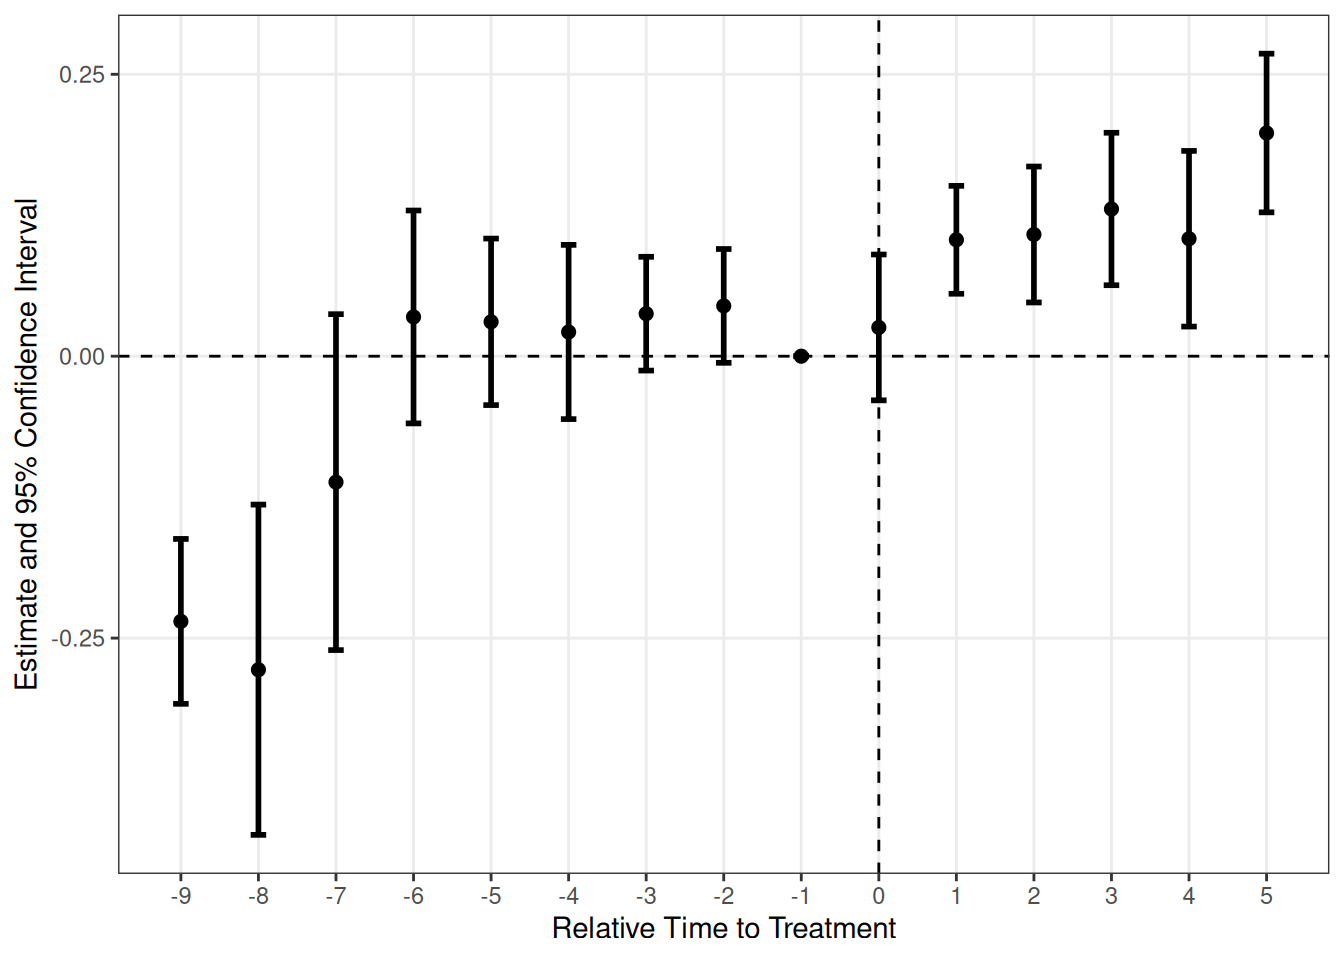 Estimate and 95% Confidence Interval
0.25
0.00
-0.25
-9 -8 -7 -6 -5 -4 -3 -2 -1 0 1 2 3 4 5
Relative Time to Treatment